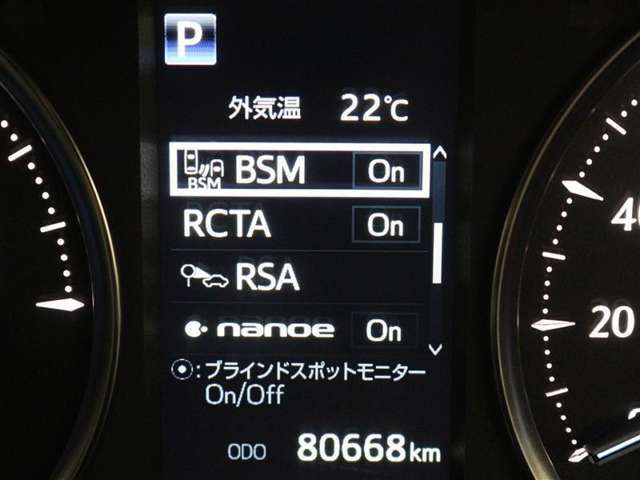 P
外気温 22℃
BSM BSM On
RCTA On
RSA
nanoe On
⦿:ブラインドスポットモニター
On/Off
ODO 80668km
20